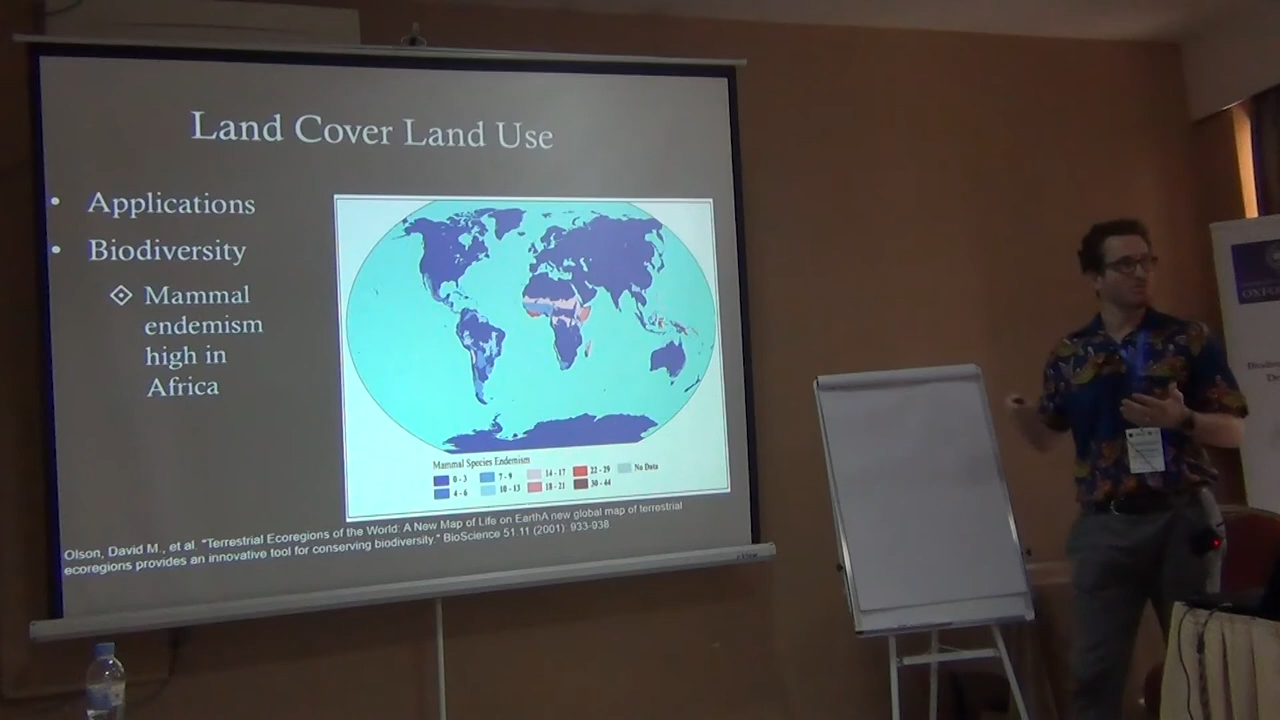 Land Cover Land Use
• Applications
• Biodiversity
Mammal
endemism
high in
Africa
Mammal Species Endemism
0 - 3
7 - 9
14 - 17
22 - 29
No Data
4 - 6
10 - 13
18 - 21
30 - 44
Olson, David M., et al. "Terrestrial Ecoregions of the World: A New Map of Life on EarthA new global map of terrestrial
ecoregions provides an innovative tool for conserving biodiversity." BioScience 51.11 (2001): 933-938.